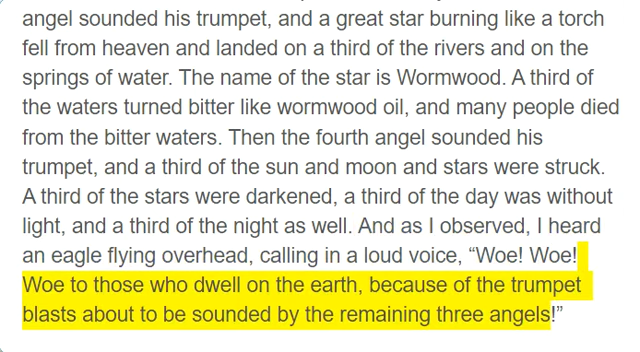 angel sounded his trumpet, and a great star burning like a torch
fell from heaven and landed on a third of the rivers and on the
springs of water. The name of the star is Wormwood. A third of
the waters turned bitter like wormwood oil, and many people died
from the bitter waters. Then the fourth angel sounded his
trumpet, and a third of the sun and moon and stars were struck.
A third of the stars were darkened, a third of the day was without
light, and a third of the night as well. And as I observed, I heard
an eagle flying overhead, calling in a loud voice, “Woe! Woe!
Woe to those who dwell on the earth, because of the trumpet
blasts about to be sounded by the remaining three angels!”